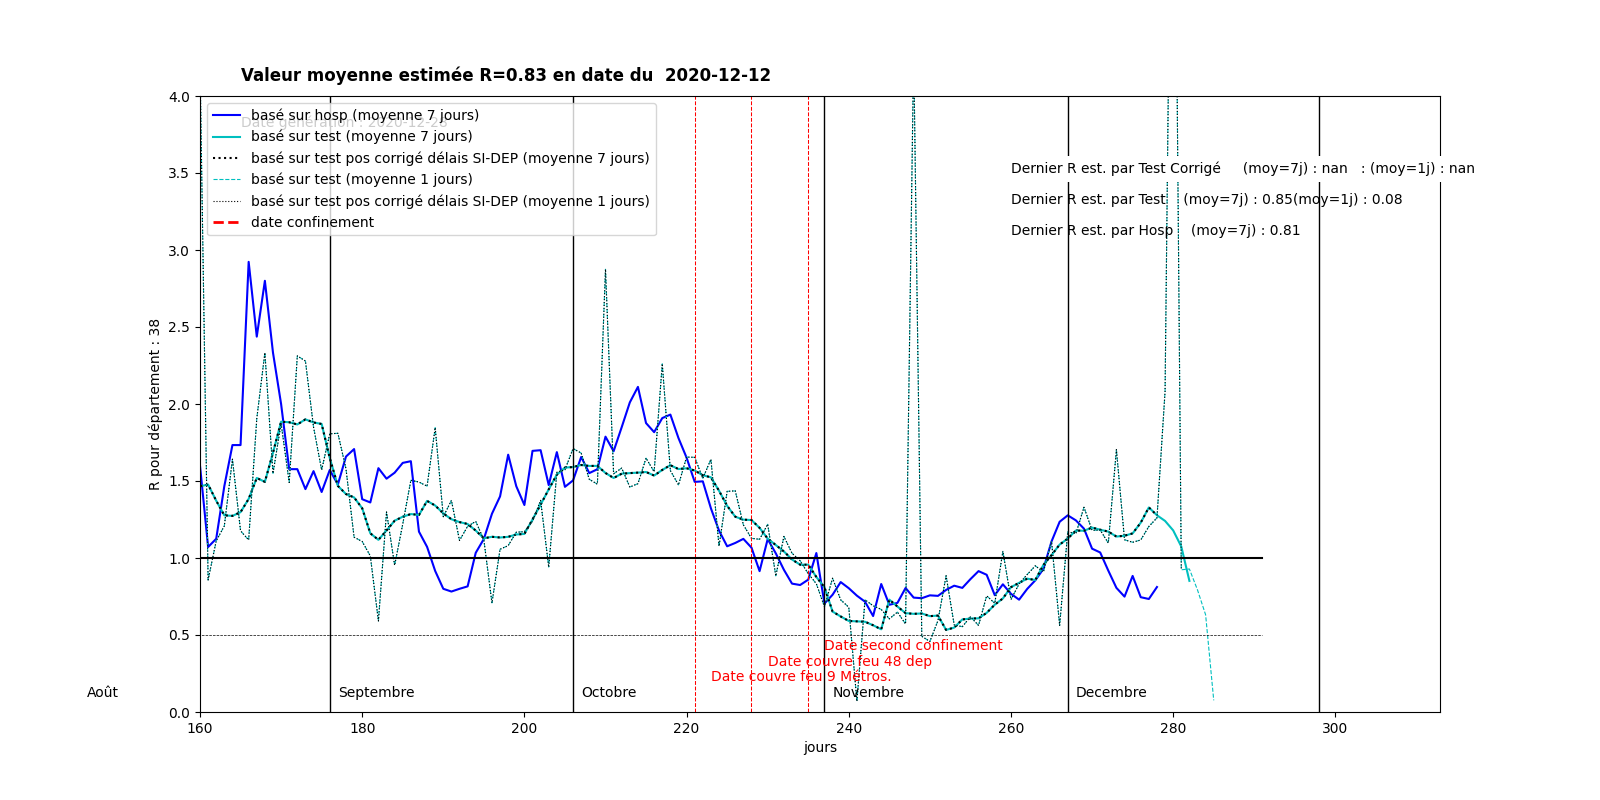 Valeur moyenne estimée R=0.83 en date du  2020-12-12
Date génération : 2020-12-23
basé sur hosp (moyenne 7 jours)
basé sur test (moyenne 7 jours)
basé sur test pos corrigé délais SI-DEP (moyenne 7 jours)
basé sur test (moyenne 1 jours)
basé sur test pos corrigé délais SI-DEP (moyenne 1 jours)
date confinement
Dernier R est. par Test Corrigé     (moy=7j) : nan   : (moy=1j) : nan
Dernier R est. par Test    (moy=7j) : 0.85(moy=1j) : 0.08
Dernier R est. par Hosp    (moy=7j) : 0.81
R pour département : 38
4.0
3.5
3.0
2.5
2.0
1.5
1.0
0.5
0.0
Date second confinement
Date couvre feu 48 dep
Date couvre feu 9 Métros.
Août
Septembre
Octobre
Novembre
Decembre
160
180
200
220
240
260
280
300
jours